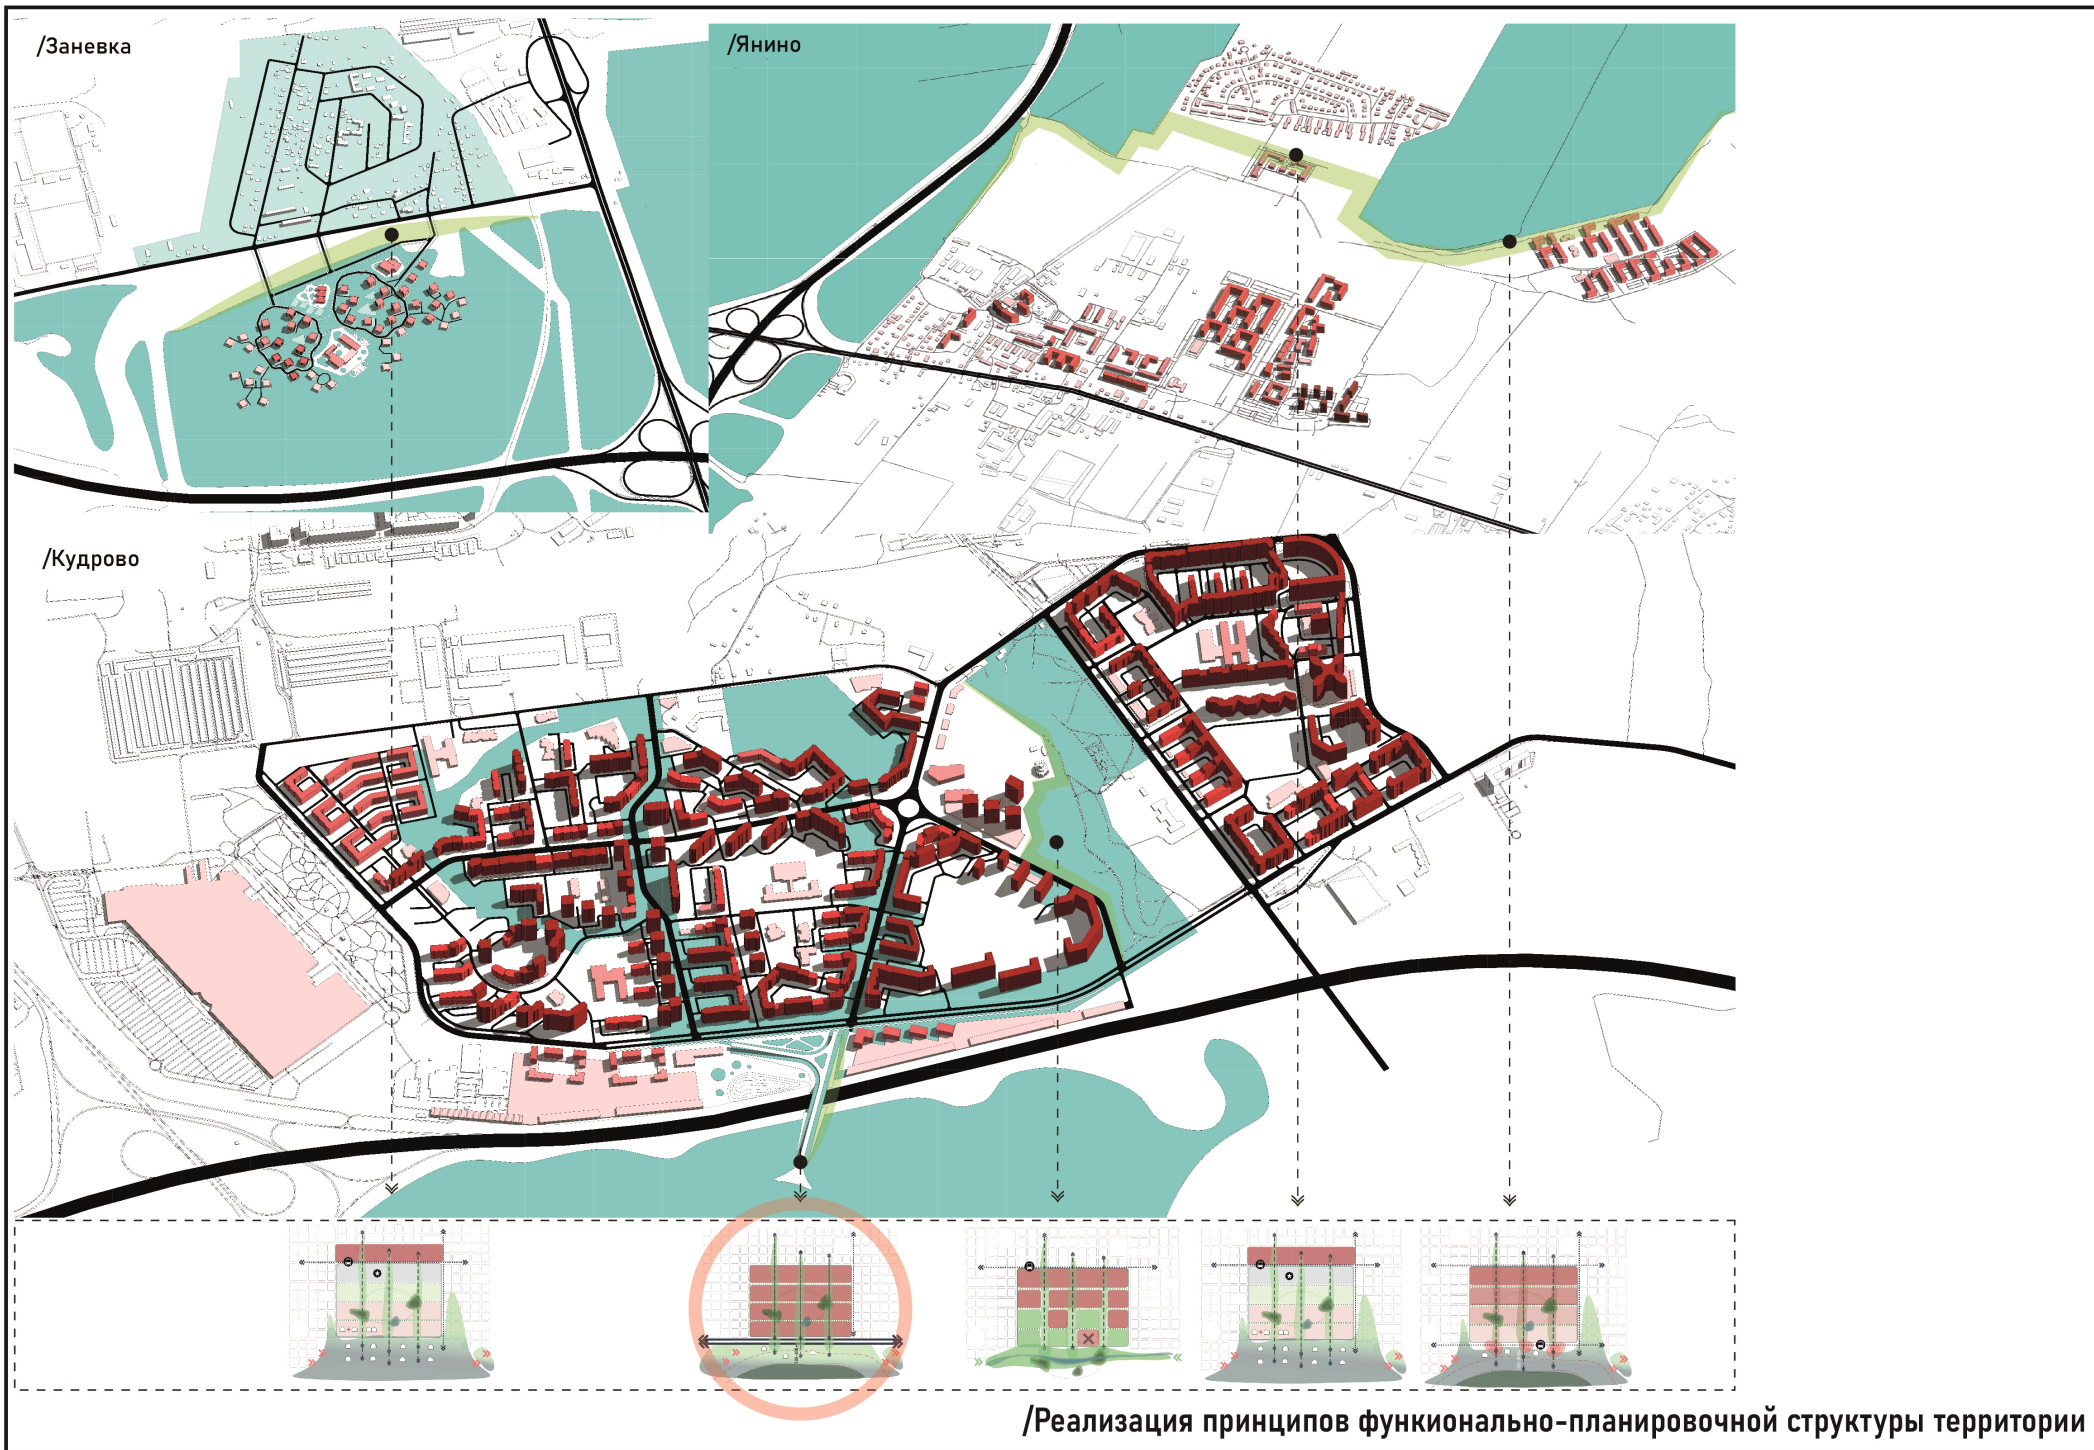 /Заневка
/Янино
/Кудрово
/Реализация принципов функионально-планировочной структуры территории